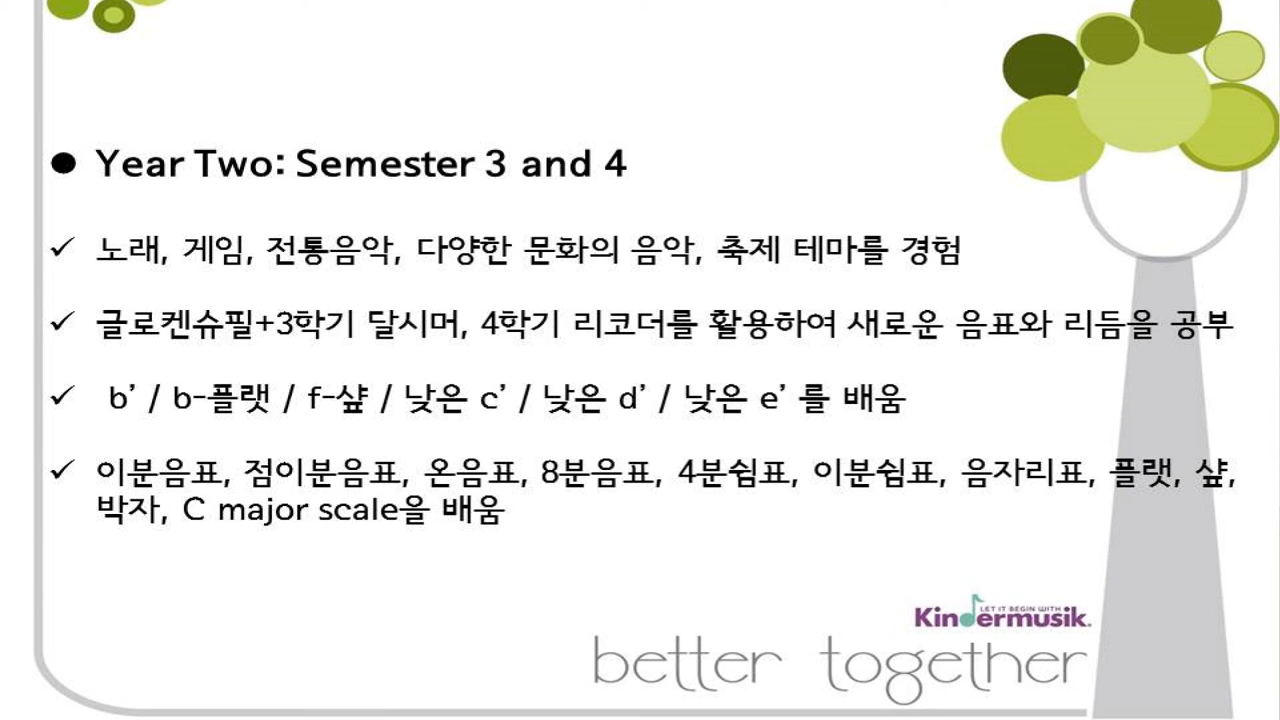 Year Two: Semester 3 and 4
노래, 게임, 전통음악, 다양한 문화의 음악, 축제 테마를 경험
글로켄슈필+3학기 달시머, 4학기 리코더를 활용하여 새로운 음표와 리듬을 공부
b’ / b-플랫 / f-샾 / 낮은 c’ / 낮은 d’ / 낮은 e’ 를 배움
이분음표, 점이분음표, 온음표, 8분음표, 4분쉼표, 이분쉼표, 음자리표, 플랫, 샾,
박자, C major scale을 배움
LET IT BEGIN WITH
Kindermusik.
better together